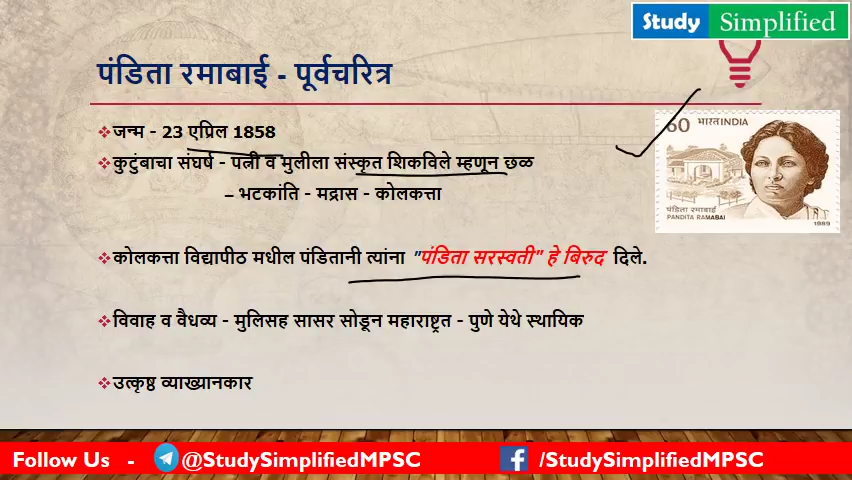 Study Simplified
पंडिता रमाबाई - पूर्वचरित्र
जन्म - 23 एप्रिल 1858
कुटुंबाचा संघर्ष - पत्नी व मुलीला संस्कृत शिकविले म्हणून छळ
– भटकांति - मद्रास - कोलकत्ता
कोलकत्ता विद्यापीठ मधील पंडितानी त्यांना "पंडिता सरस्वती" हे बिरुद दिले.
विवाह व वैधव्य - मुलिसह सासर सोडून महाराष्ट्रत - पुणे येथे स्थायिक
उत्कृष्ठ व्याख्यानकार
60 भारत INDIA
पंडिता रमाबाई
PANDITA RAMABAI
1989
Follow Us - @StudySimplifiedMPSC /StudySimplifiedMPSC